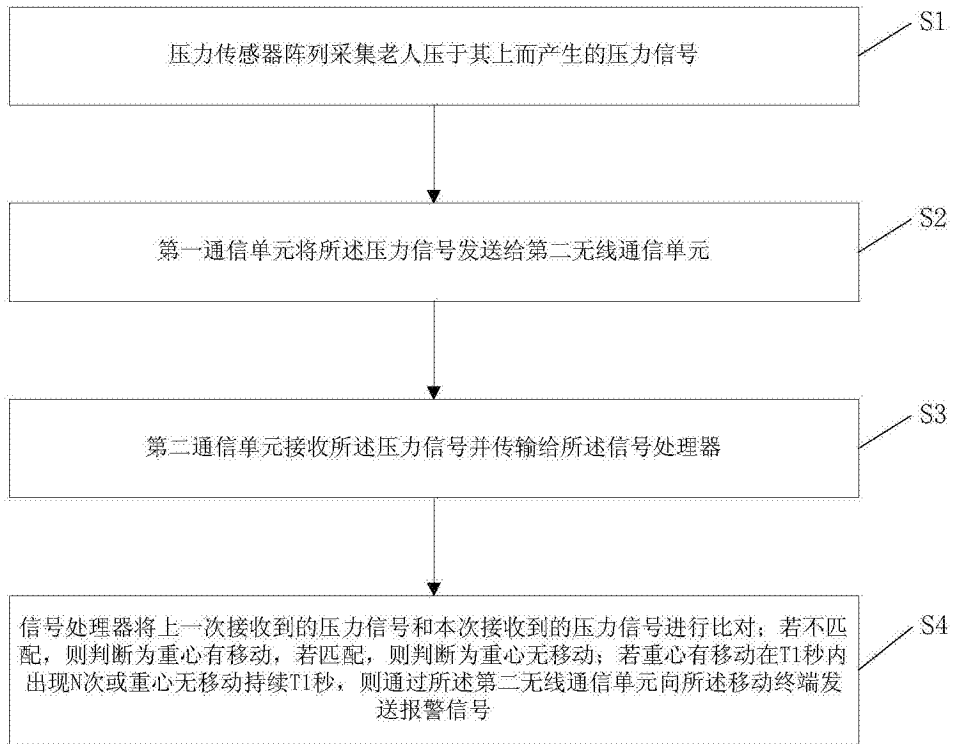 S1
压力传感器阵列采集老人压于其上而产生的压力信号
S2
第一通信单元将所述压力信号发送给第二无线通信单元
S3
第二通信单元接收所述压力信号并传输给所述信号处理器
S4
信号处理器将上一次接收到的压力信号和本次接收到的压力信号进行比对；若不匹
配，则判断为重心有移动，若匹配，则判断为重心无移动；若重心有移动在T1秒内
出现N次或重心无移动持续T1秒，则通过所述第二无线通信单元向所述移动终端发
送报警信号